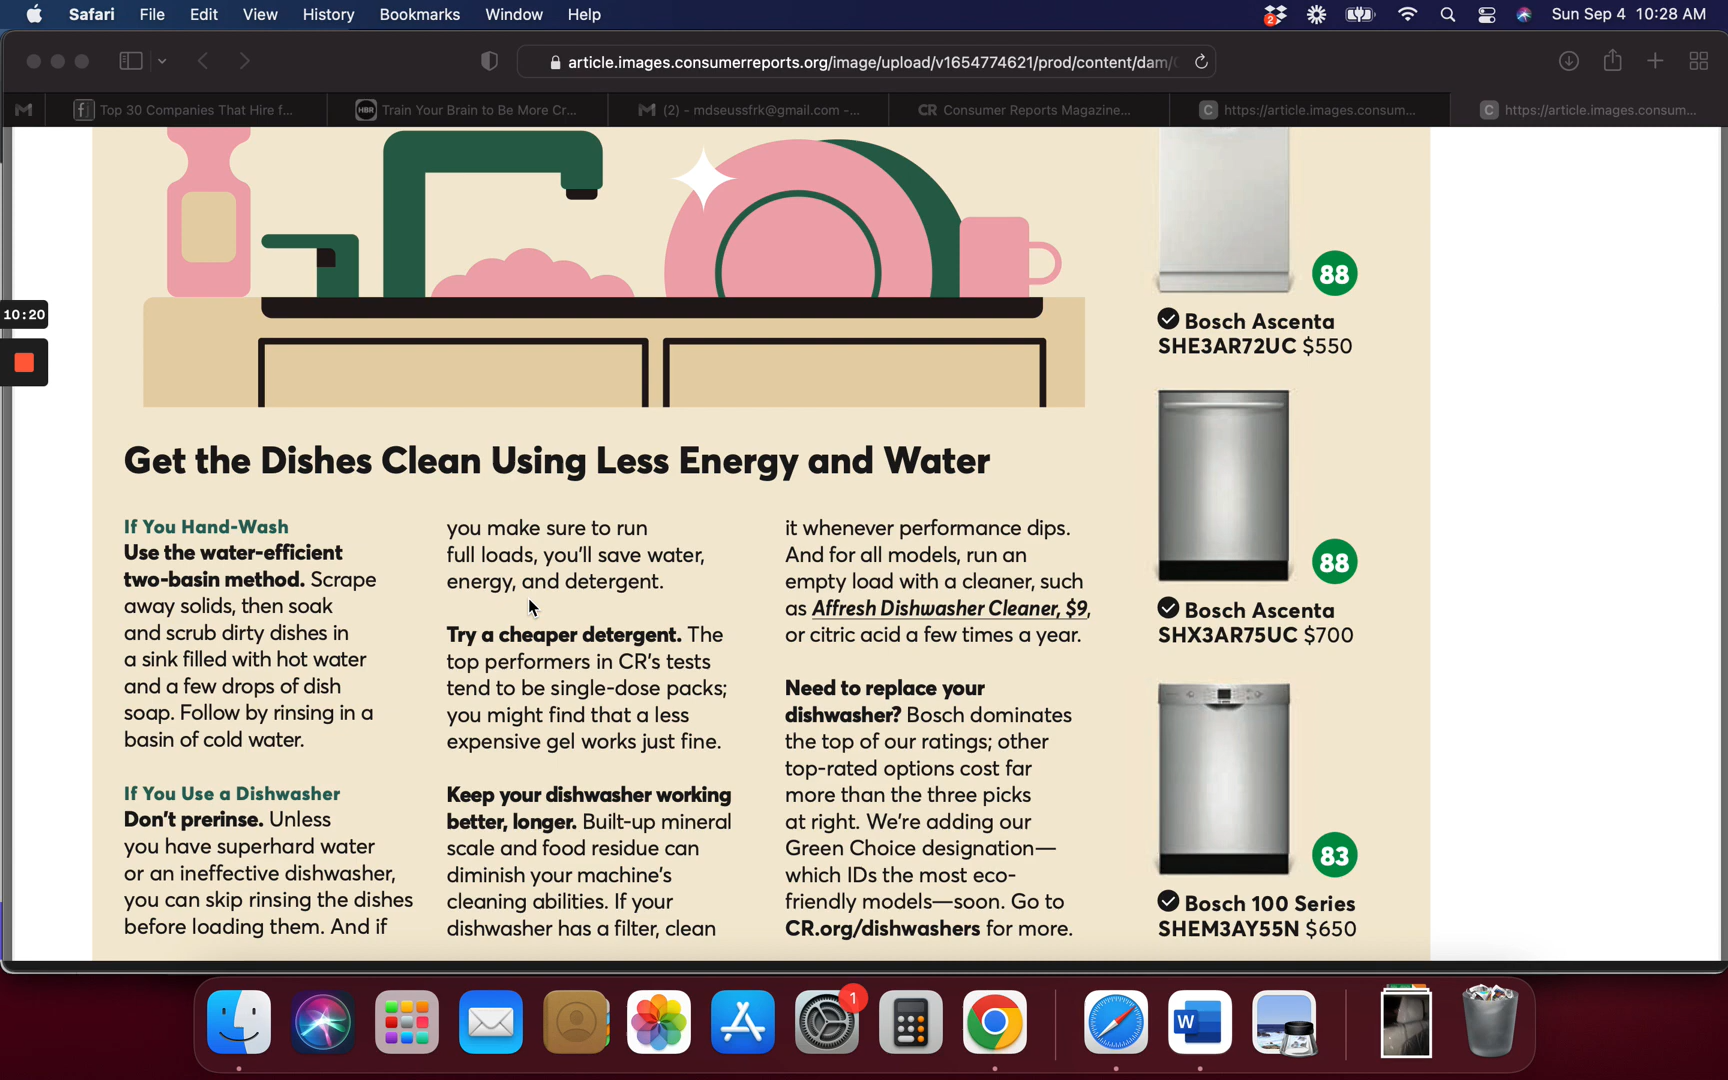 Safari File Edit View History Bookmarks Window Help
2
Sun Sep 4 10:28 AM
article.images.consumerreports.org/image/upload/v1654774621/prod/content/dam/
Top 30 Companies That Hire f...
HBR Train Your Brain to Be More Cr...
(2) - mdseussfrk@gmail.com -...
CR Consumer Reports Magazine...
C https://article.images.consum...
C https://article.images.consum...
10:20
Get the Dishes Clean Using Less Energy and Water
If You Hand-Wash
Use the water-efficient
two-basin method. Scrape
away solids, then soak
and scrub dirty dishes in
a sink filled with hot water
and a few drops of dish
soap. Follow by rinsing in a
basin of cold water.
If You Use a Dishwasher
Don't prerinse. Unless
you have superhard water
or an ineffective dishwasher,
you can skip rinsing the dishes
before loading them. And if
you make sure to run
full loads, you'll save water,
energy, and detergent.
Try a cheaper detergent. The
top performers in CR's tests
tend to be single-dose packs;
you might find that a less
expensive gel works just fine.
Keep your dishwasher working
better, longer. Built-up mineral
scale and food residue can
diminish your machine's
cleaning abilities. If your
dishwasher has a filter, clean
it whenever performance dips.
And for all models, run an
empty load with a cleaner, such
as Affresh Dishwasher Cleaner, $9,
or citric acid a few times a year.
Need to replace your
dishwasher? Bosch dominates
the top of our ratings; other
top-rated options cost far
more than the three picks
at right. We're adding our
Green Choice designation—
which IDs the most eco-
friendly models—soon. Go to
CR.org/dishwashers for more.
88
Bosch Ascenta
SHE3AR72UC $550
88
Bosch Ascenta
SHX3AR75UC $700
83
Bosch 100 Series
SHEM3AY55N $650
1
W